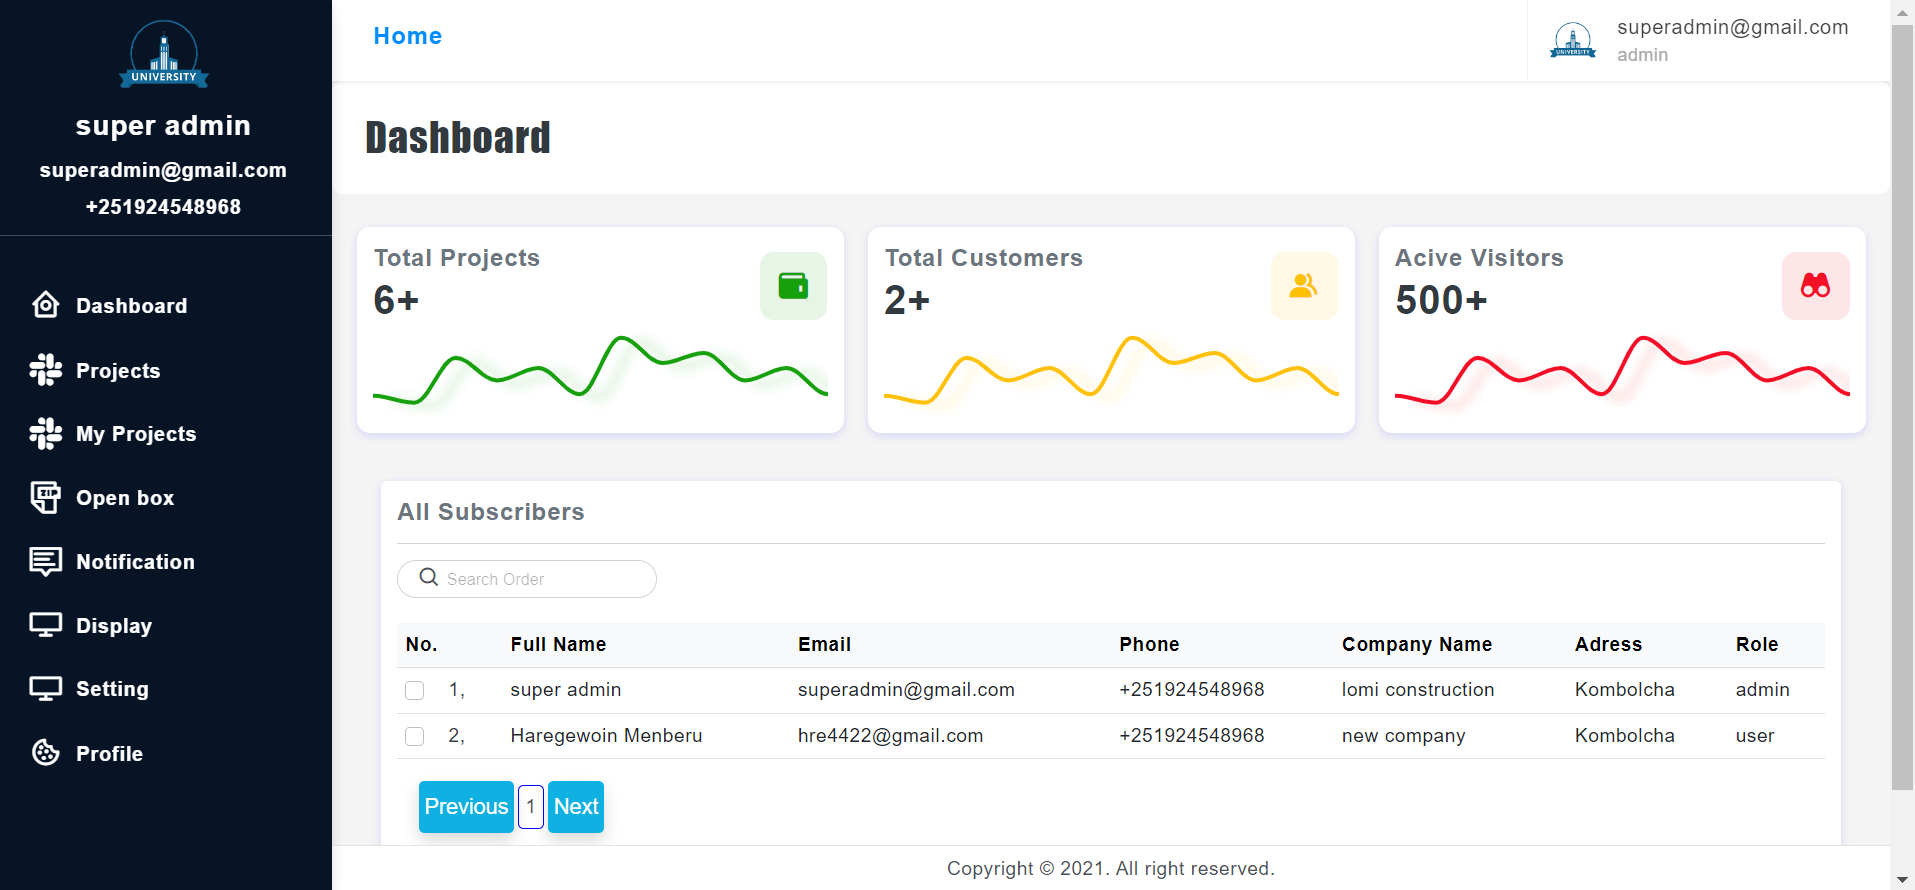 UNIVERSITY
super admin
superadmin@gmail.com
+251924548968
Dashboard
Projects
My Projects
Open box
Notification
Display
Setting
Profile
Home
UNIVERSITY
superadmin@gmail.com
admin
Dashboard
Total Projects
6+
Total Customers
2+
Acive Visitors
500+
All Subscribers
Search Order
No. Full Name Email Phone Company Name Adress Role
1, super admin superadmin@gmail.com +251924548968 lomi construction Kombolcha admin
2, Haregewoin Menberu hre4422@gmail.com +251924548968 new company Kombolcha user
Previous 1 Next
Copyright © 2021. All right reserved.